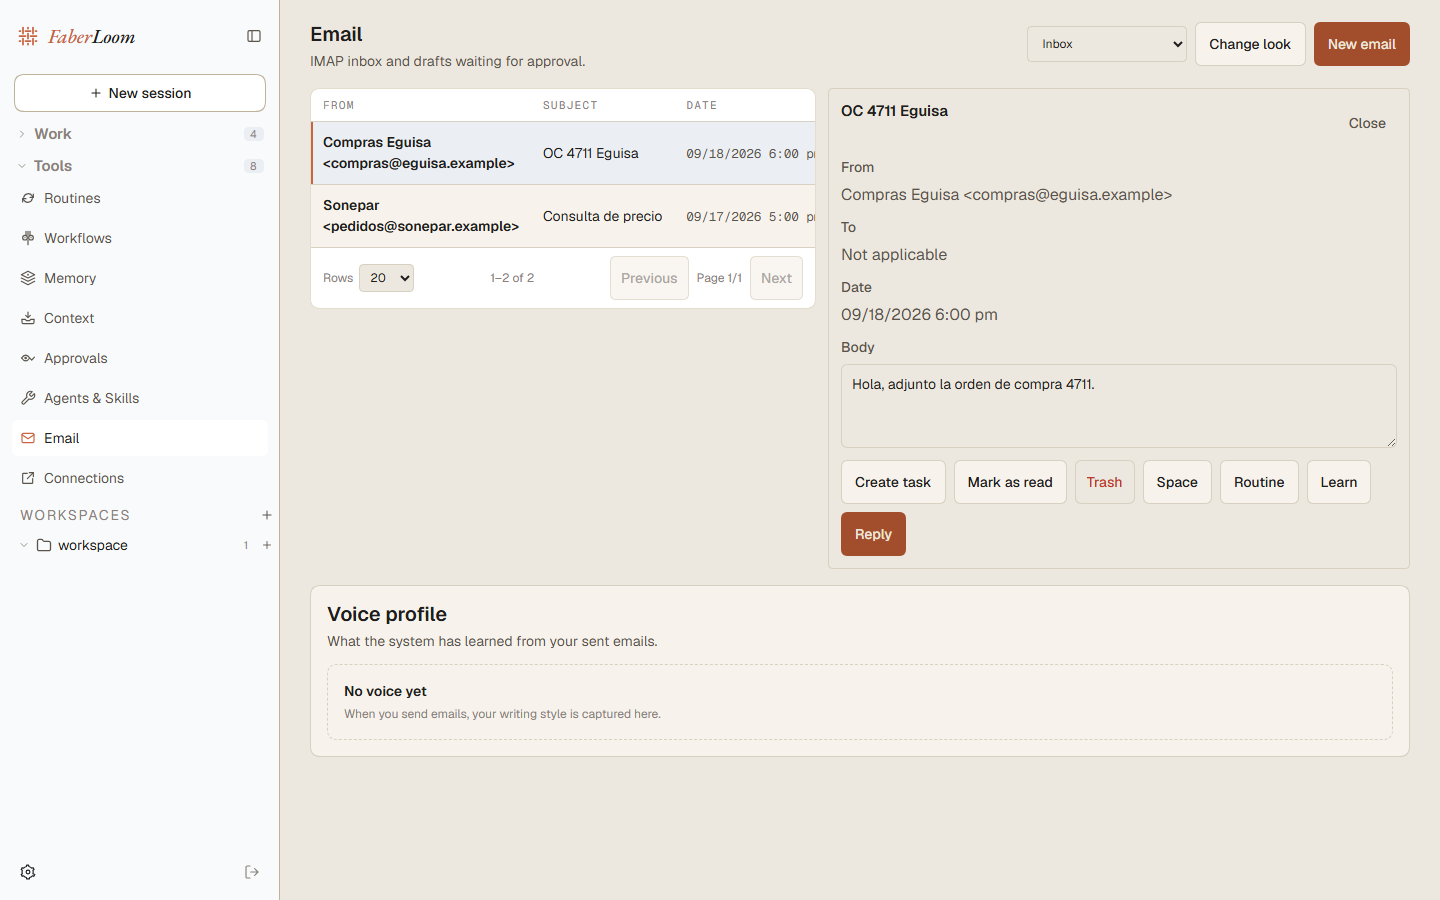 FaberLoom
New session
Work 4
Tools 8
Routines
Workflows
Memory
Context
Approvals
Agents & Skills
Email
Connections
WORKSPACES
workspace 1
Email
IMAP inbox and drafts waiting for approval.
Inbox
Change look
New email
FROM SUBJECT DATE
Compras Eguisa
<compras@eguisa.example>
OC 4711 Eguisa
09/18/2026 6:00
Sonepar
<pedidos@sonepar.example>
Consulta de precio
09/17/2026 5:00
Rows 20
1–2 of 2
Previous
Page 1/1
Next
OC 4711 Eguisa
Close
From
Compras Eguisa <compras@eguisa.example>
To
Not applicable
Date
09/18/2026 6:00 pm
Body
Hola, adjunto la orden de compra 4711.
Create task
Mark as read
Trash
Space
Routine
Learn
Reply
Voice profile
What the system has learned from your sent emails.
No voice yet
When you send emails, your writing style is captured here.